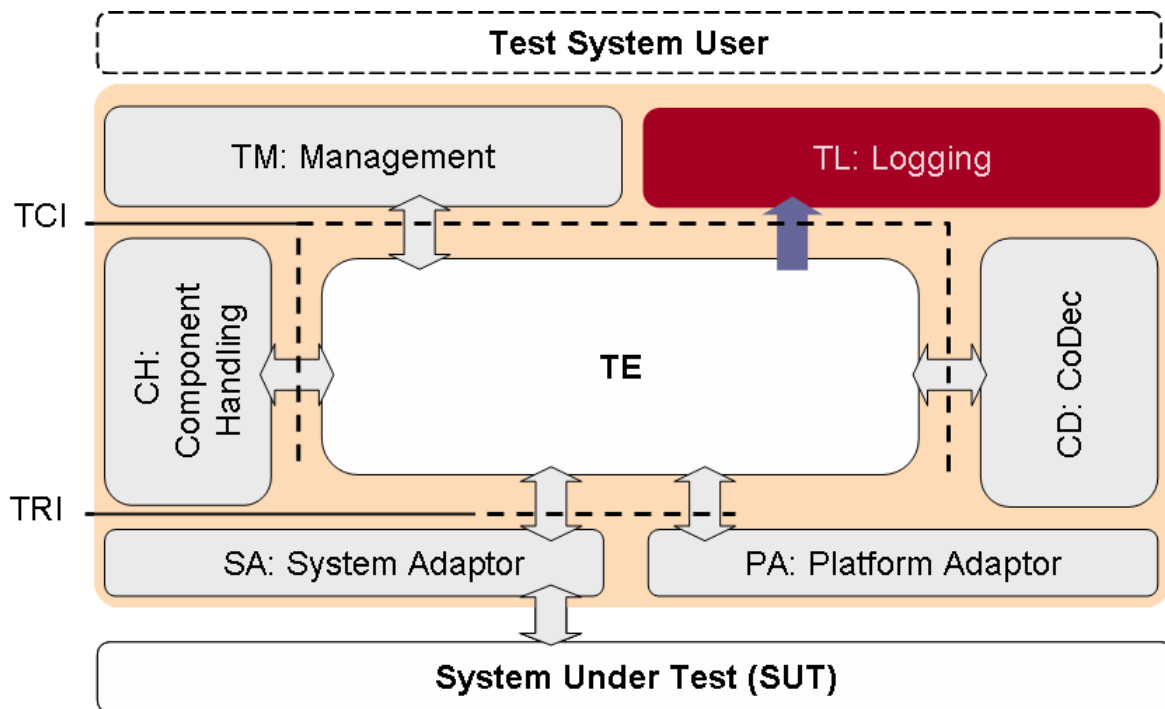 Test System User
TM: Management
TL: Logging
TCI
CH:
Component
Handling
TE
CD: CoDec
TRI
SA: System Adaptor
PA: Platform Adaptor
System Under Test (SUT)